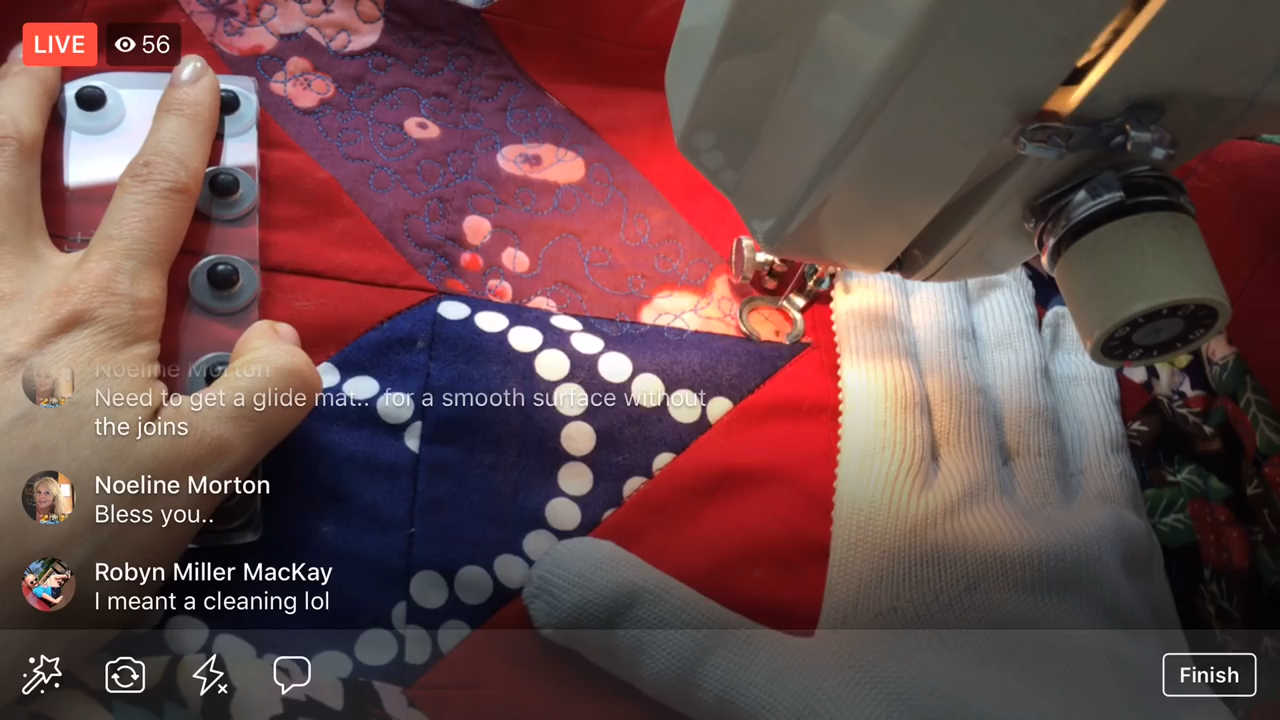 LIVE 56
Noeline Morton
Need to get a glide mat.. for a smooth surface without
the joins
Noeline Morton
Bless you..
Robyn Miller MacKay
I meant a cleaning lol
Finish